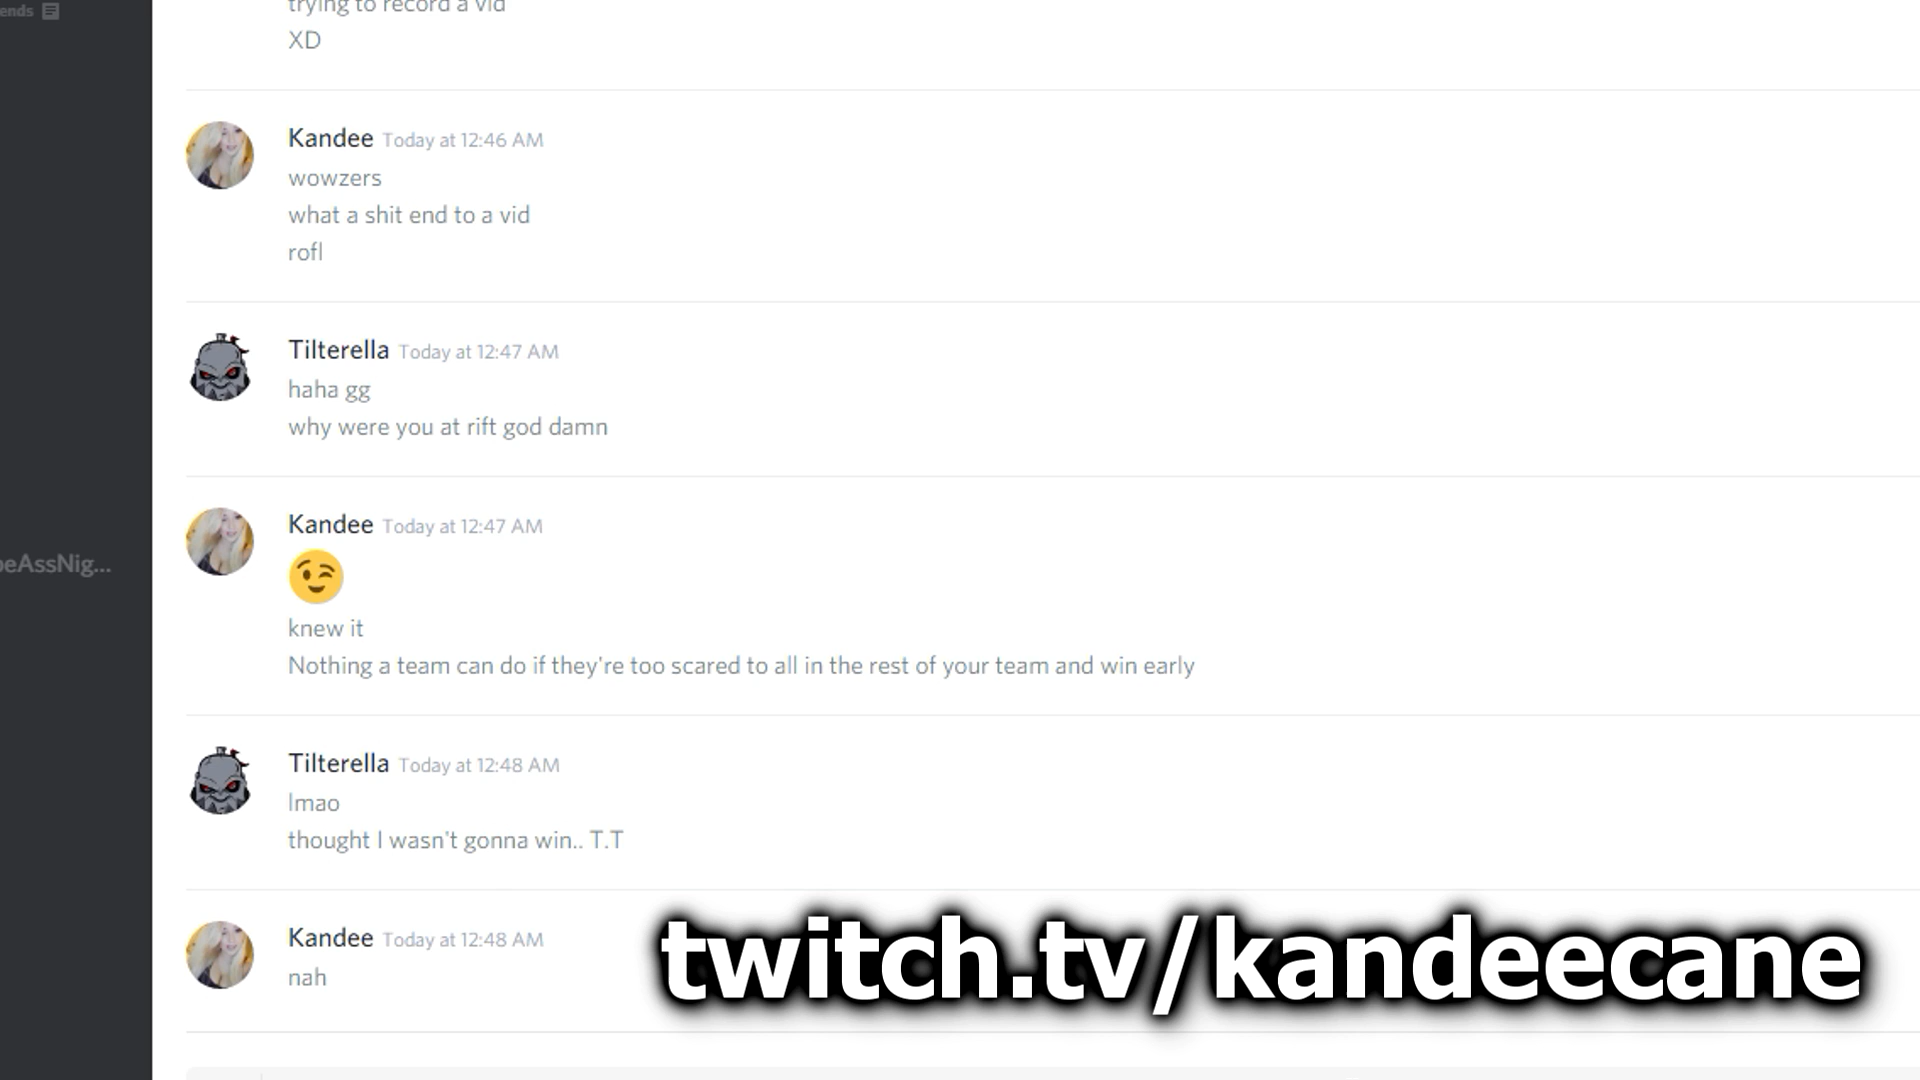 ends
trying to record a vid
XD
Kandee Today at 12:46 AM
wowzers
what a shit end to a vid
rofl
Tilterella Today at 12:47 AM
haha gg
why were you at rift god damn
Kandee Today at 12:47 AM
knew it
Nothing a team can do if they're too scared to all in the rest of your team and win early
peAssNig...
Tilterella Today at 12:48 AM
lmao
thought I wasn't gonna win.. T.T
Kandee Today at 12:48 AM
nah
twitch.tv/kandeecane